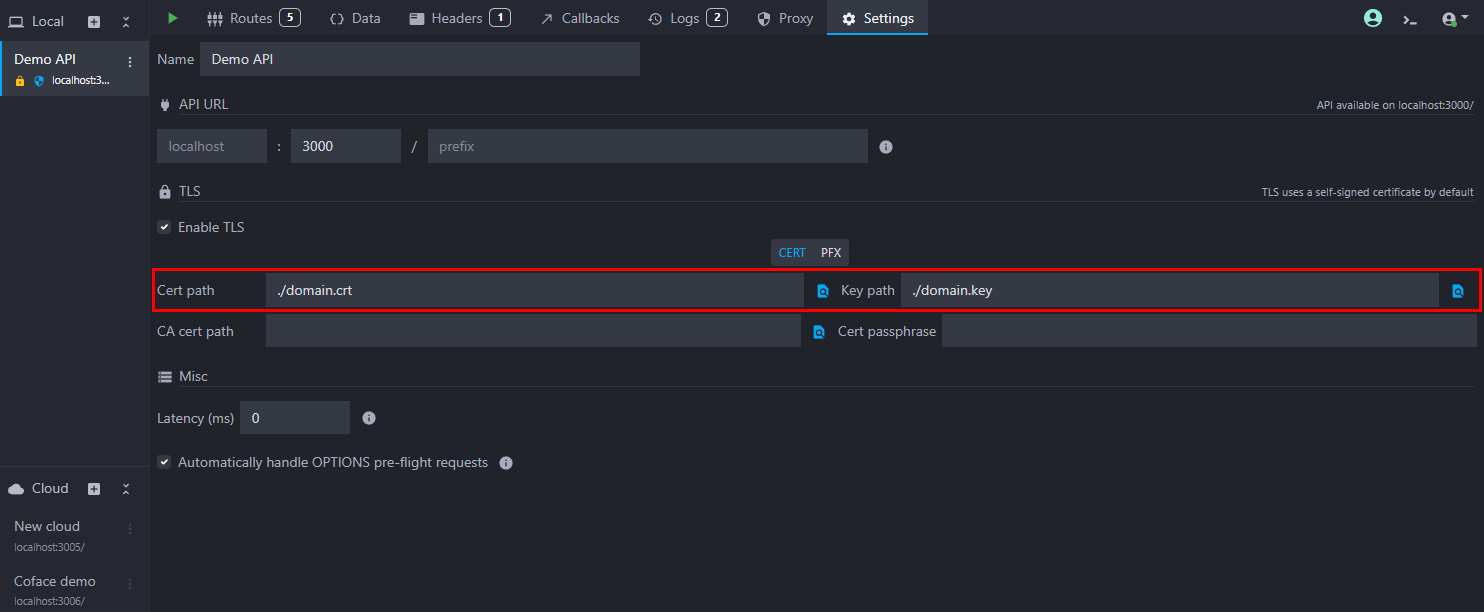 Local
Routes 5 Data Headers 1 Callbacks Logs 2 Proxy Settings
Demo API
localhost:3...
Name Demo API
API URL API available on localhost:3000/
localhost : 3000 / prefix
TLS TLS uses a self-signed certificate by default
Enable TLS
CERT PFX
Cert path ./domain.crt Key path ./domain.key
CA cert path Cert passphrase
Misc
Latency (ms) 0
Automatically handle OPTIONS pre-flight requests
Cloud
New cloud
localhost:3005/
Coface demo
localhost:3006/